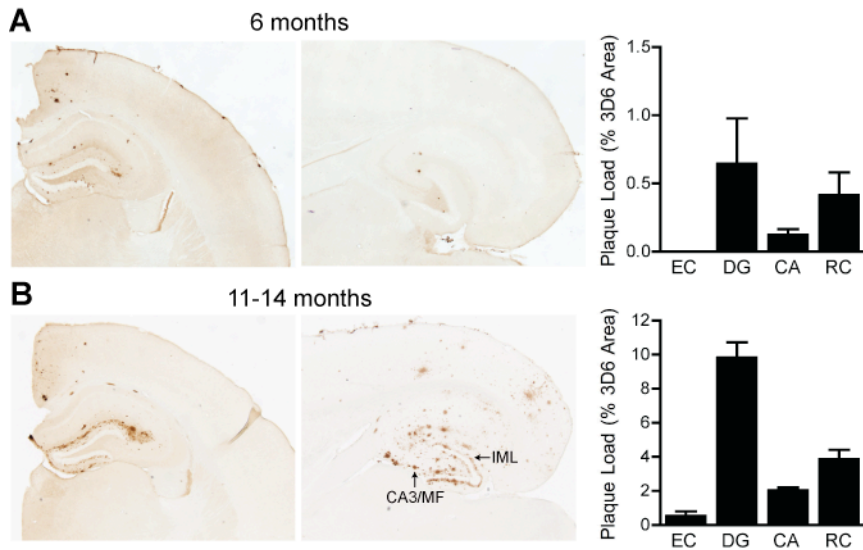 A
6 months
Plaque Load (% 3D6 Area)
1.5
1.0
0.5
0.0
EC DG CA RC
B
11-14 months
IML
CA3/MF
Plaque Load (% 3D6 Area)
12
10
8
6
4
2
0
EC DG CA RC